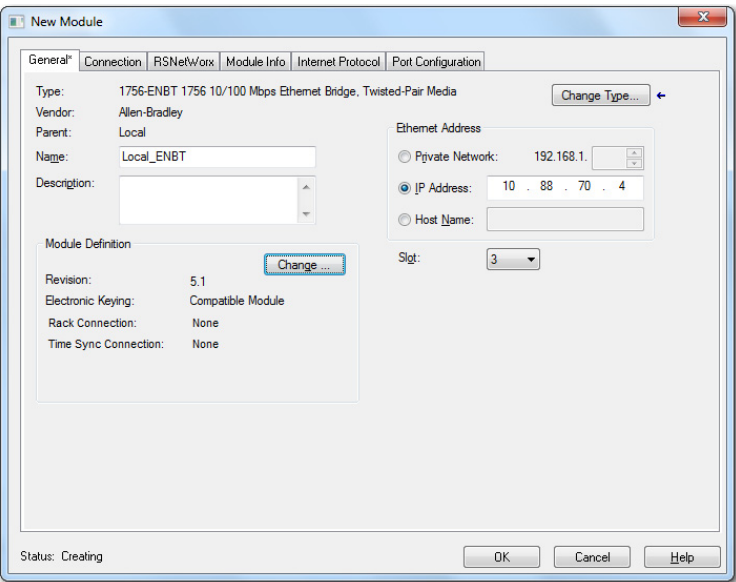 New Module
General* Connection RSNetWorx Module Info Internet Protocol Port Configuration
Type: 1756-ENBT 1756 10/100 Mbps Ethernet Bridge, Twisted-Pair Media
Change Type...
Vendor: Allen-Bradley
Parent: Local
Name: Local_ENBT
Description:
Ethernet Address
Private Network: 192.168.1.
IP Address: 10 . 88 . 70 . 4
Host Name:
Slot: 3
Module Definition
Change ...
Revision: 5.1
Electronic Keying: Compatible Module
Rack Connection: None
Time Sync Connection: None
Status: Creating
OK Cancel Help